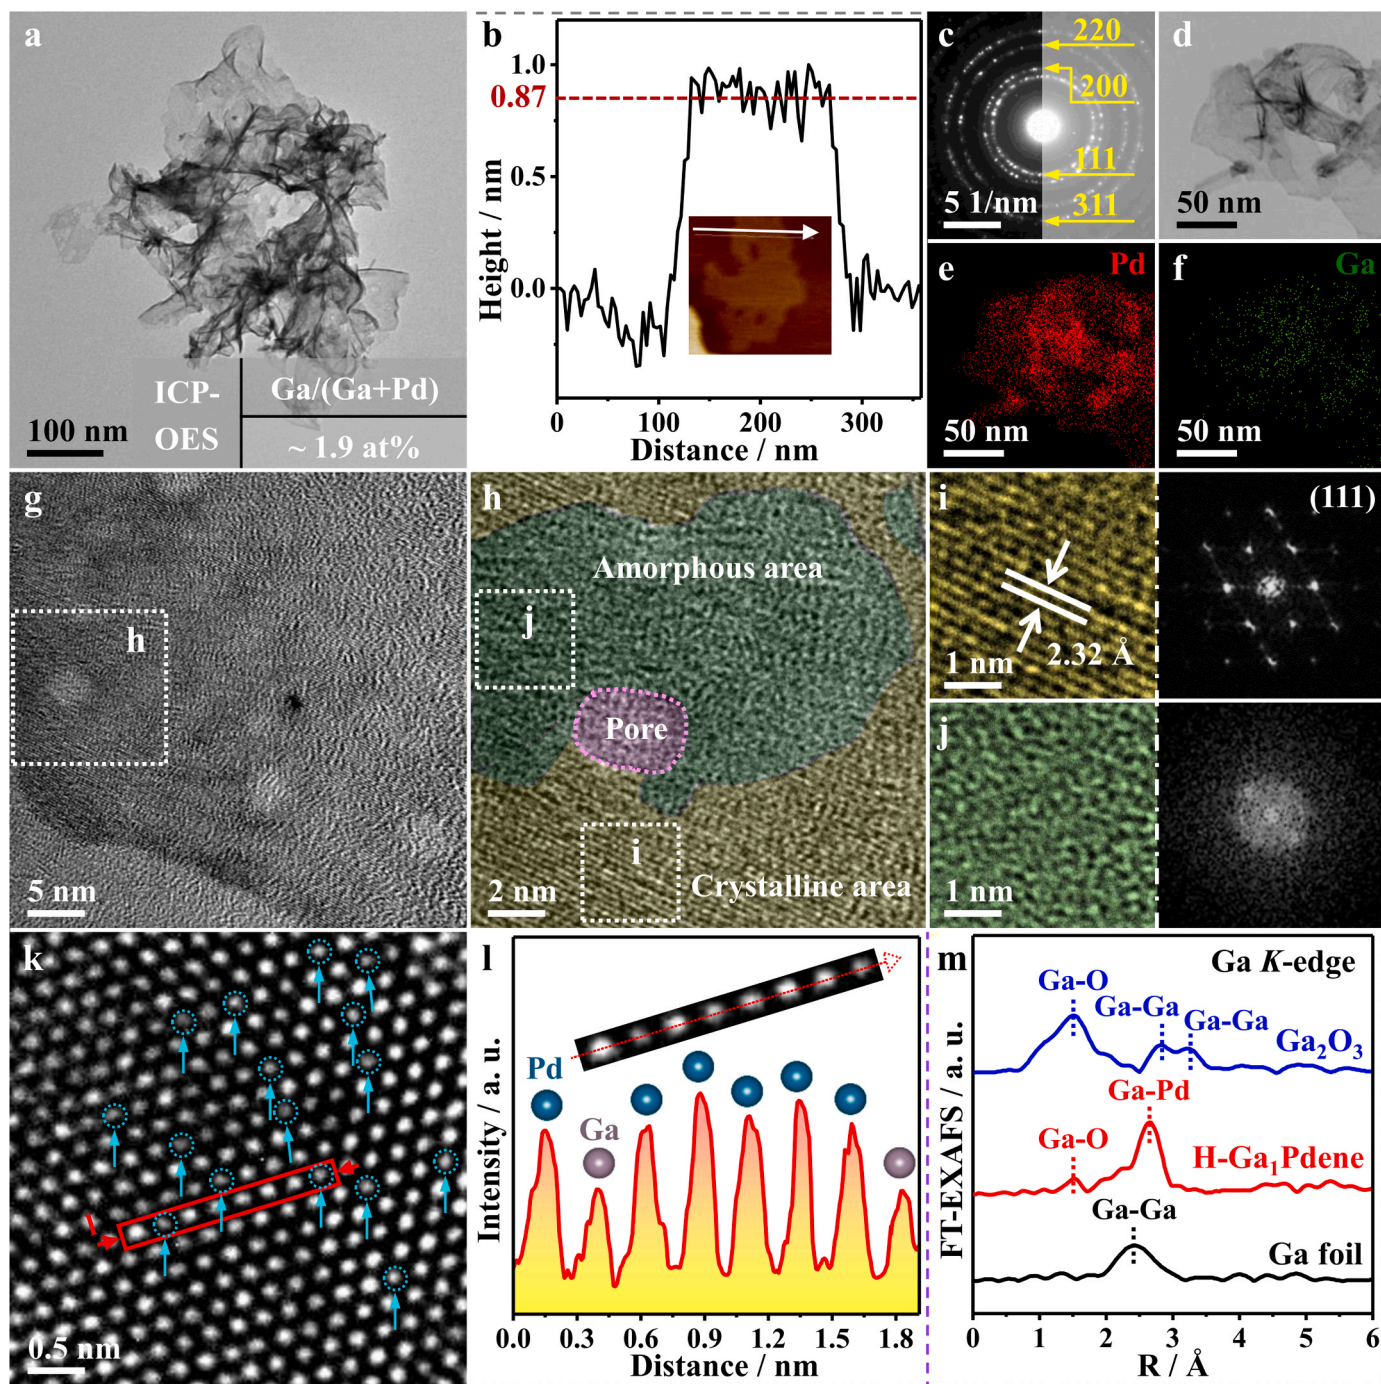 a
ICP-
OES
Ga/(Ga+Pd)
~ 1.9 at%
100 nm
b
Height / nm
1.0
0.87
0.5
0.0
0
100
200
300
Distance / nm
c
220
200
111
311
5 1/nm
d
50 nm
e
Pd
50 nm
f
Ga
50 nm
g
h
5 nm
h
Amorphous area
j
Pore
i
Crystalline area
2 nm
i
2.32 Å
1 nm
(111)
j
1 nm
k
0.5 nm
l
Intensity / a. u.
Pd
Ga
0.0
0.3
0.6
0.9
1.2
1.5
1.8
Distance / nm
m
Ga K-edge
FT-EXAFS / a. u.
Ga-O
Ga-Ga
Ga-Ga
Ga₂O₃
Ga-Pd
Ga-O
H-Ga₁Pdene
Ga-Ga
Ga foil
0
1
2
3
4
5
6
R / Å